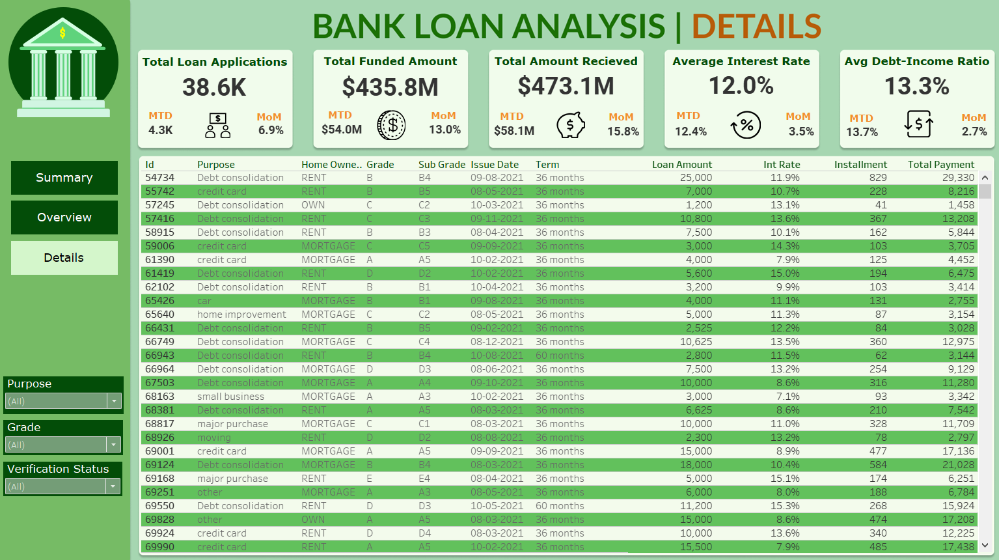 BANK LOAN ANALYSIS | DETAILS
$
Total Loan Applications
38.6K
MTD
4.3K
$
MoM
6.9%
Total Funded Amount
$435.8M
MTD
$54.0M
$
MoM
13.0%
Total Amount Recieved
$473.1M
MTD
$58.1M
$
MoM
15.8%
Average Interest Rate
12.0%
MTD
12.4%
%
MoM
3.5%
Avg Debt-Income Ratio
13.3%
MTD
13.7%
$
MoM
2.7%
Summary
Overview
Details
Purpose
(All)
Grade
(All)
Verification Status
(All)
Id Purpose Home Owne.. Grade Sub Grade Issue Date Term Loan Amount Int Rate Installment Total Payment
54734 Debt consolidation RENT B B4 09-08-2021 36 months 25,000 11.9% 829 29,330
55742 credit card RENT B B5 08-05-2021 36 months 7,000 10.7% 228 8,216
57245 Debt consolidation OWN C C2 10-03-2021 36 months 1,200 13.1% 41 1,458
57416 Debt consolidation RENT C C3 09-11-2021 36 months 10,800 13.6% 367 13,208
58915 Debt consolidation RENT B B3 08-04-2021 36 months 7,500 10.1% 162 5,844
59006 credit card MORTGAGE C C5 09-09-2021 36 months 3,000 14.3% 103 3,705
61390 credit card MORTGAGE A A5 10-02-2021 36 months 4,000 7.9% 125 4,452
61419 Debt consolidation RENT D D2 10-02-2021 36 months 5,600 15.0% 194 6,475
62102 Debt consolidation RENT B B1 10-04-2021 36 months 3,200 9.9% 103 3,414
65426 car MORTGAGE B B1 09-08-2021 36 months 4,000 11.1% 131 2,755
65640 home improvement MORTGAGE C C2 08-05-2021 36 months 5,000 11.3% 87 3,154
66431 Debt consolidation RENT B B5 09-02-2021 36 months 2,525 12.2% 84 3,028
66749 Debt consolidation MORTGAGE C C4 08-12-2021 36 months 10,625 13.5% 360 12,975
66943 Debt consolidation RENT B B4 10-08-2021 60 months 2,800 11.5% 62 3,144
66964 Debt consolidation MORTGAGE D D3 08-06-2021 36 months 7,500 13.2% 254 9,129
67503 Debt consolidation MORTGAGE A A4 09-10-2021 36 months 10,000 8.6% 316 11,280
68163 small business MORTGAGE A A3 10-02-2021 36 months 3,000 7.1% 93 3,342
68381 Debt consolidation RENT A A5 08-03-2021 36 months 6,625 8.6% 210 7,542
68817 major purchase MORTGAGE C C1 08-03-2021 36 months 10,000 11.0% 328 11,709
68926 moving RENT D D2 08-08-2021 36 months 2,300 13.2% 78 2,797
69001 credit card MORTGAGE A A5 09-09-2021 36 months 15,000 8.9% 477 17,136
69124 Debt consolidation MORTGAGE B B4 08-03-2021 36 months 18,000 10.4% 584 21,028
69168 major purchase RENT E E4 08-04-2021 36 months 5,000 15.1% 174 6,251
69251 other MORTGAGE A A3 08-05-2021 36 months 6,000 8.0% 188 6,784
69550 Debt consolidation RENT D D3 10-05-2021 60 months 11,200 15.3% 268 15,924
69828 other OWN A A5 08-03-2021 36 months 15,000 8.6% 474 17,208
69924 credit card RENT D D4 08-03-2021 36 months 10,000 13.6% 340 12,225
69990 credit card RENT A A5 10-02-2021 36 months 15,500 7.9% 485 17,438